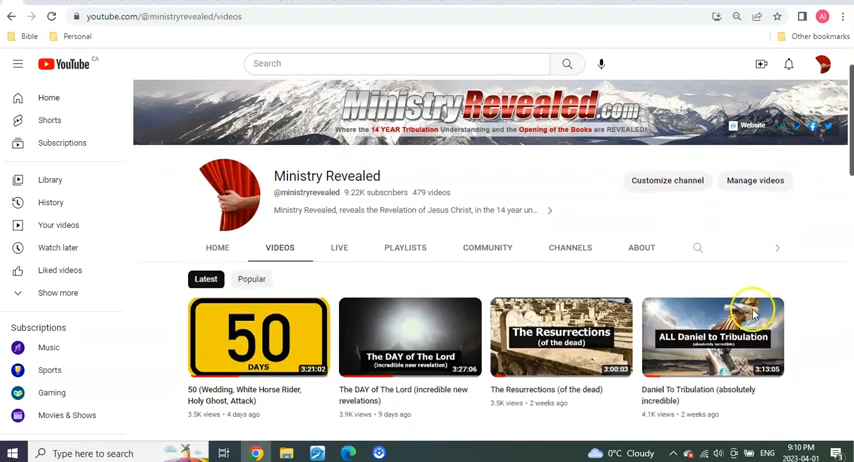 youtube.com/@ministryrevealed/videos
Bible
Personal
Other bookmarks
YouTube CA
Search
MinistryRevealed.com
Where the 14 YEAR Tribulation Understanding and the Opening of the Books are REVEALED!
Website
Home
Shorts
Subscriptions
Library
History
Your videos
Watch later
Liked videos
Show more
Subscriptions
Music
Sports
Gaming
Movies & Shows
Ministry Revealed
@ministryrevealed 9.22K subscribers 479 videos
Ministry Revealed, reveals the Revelation of Jesus Christ, in the 14 year un...
Customize channel
Manage videos
HOME
VIDEOS
LIVE
PLAYLISTS
COMMUNITY
CHANNELS
ABOUT
Latest
Popular
50
DAYS
3:21:02
The DAY of The Lord
(incredible new revelation)
3:27:06
The Resurrections
(of the dead)
3:00:03
ALL Daniel to Tribulation
(absolutely incredible)
3:13:05
50 (Wedding, White Horse Rider,
Holy Ghost, Attack)
3.5K views • 4 days ago
The DAY of The Lord (incredible new
revelations)
3.9K views • 9 days ago
The Resurrections (of the dead)
3.5K views • 2 weeks ago
Daniel To Tribulation (absolutely
incredible)
4.1K views • 2 weeks ago
Type here to search
0°C Cloudy
ENG
9:10 PM
2023-04-01
3